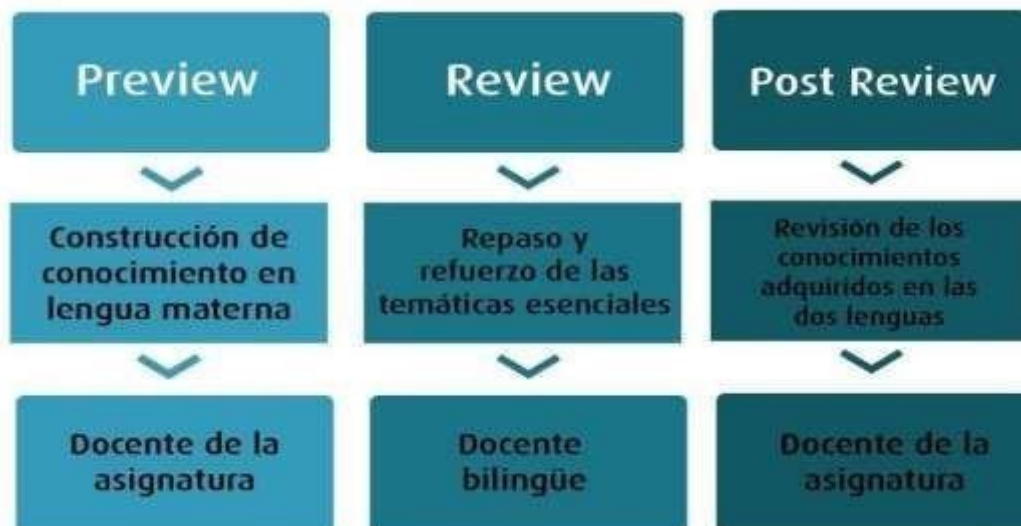 Preview
Construcción de
conocimiento en
lengua materna
Docente de la
asignatura
Review
Repaso y
refuerzo de las
temáticas esenciales
Docente
bilingüe
Post Review
Revisión de los
conocimientos
adquiridos en las
dos lenguas
Docente de la
asignatura